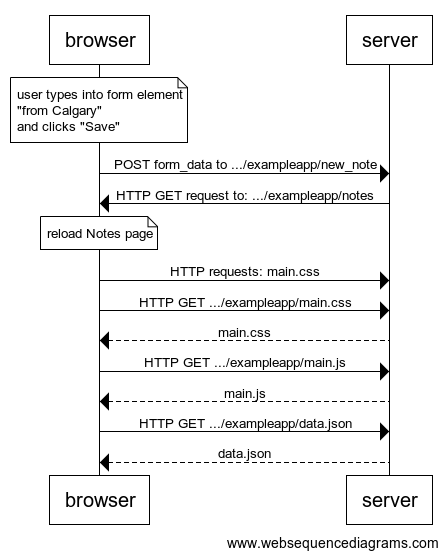 browser
server
user types into form element
"from Calgary"
and clicks "Save"
POST form_data to .../exampleapp/new_note
HTTP GET request to: .../exampleapp/notes
reload Notes page
HTTP requests: main.css
HTTP GET .../exampleapp/main.css
main.css
HTTP GET .../exampleapp/main.js
main.js
HTTP GET .../exampleapp/data.json
data.json
browser
server
www.websequencediagrams.com